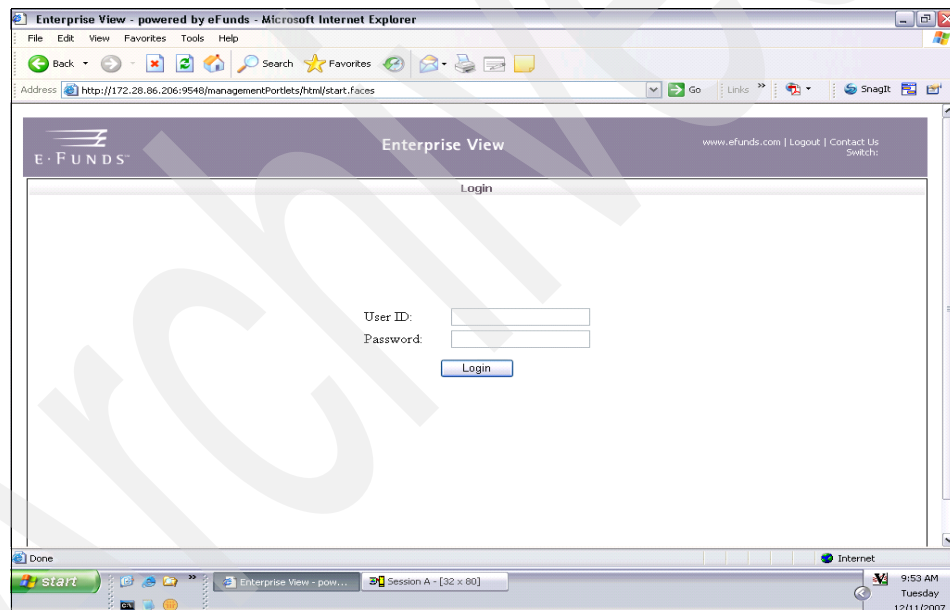 Enterprise View - powered by eFunds - Microsoft Internet Explorer
File Edit View Favorites Tools Help
Back Search Favorites
Address http://172.28.86.206:9548/managementPortlets/html/start.faces Go Links » SnagIt
E·FUNDS Enterprise View www.efunds.com | Logout | Contact Us
Switch:
Login
User ID:
Password:
Login
Done Internet
start » Enterprise View - pow... Session A - [32 x 80] 9:53 AM
Tuesday
12/11/2007
Archive